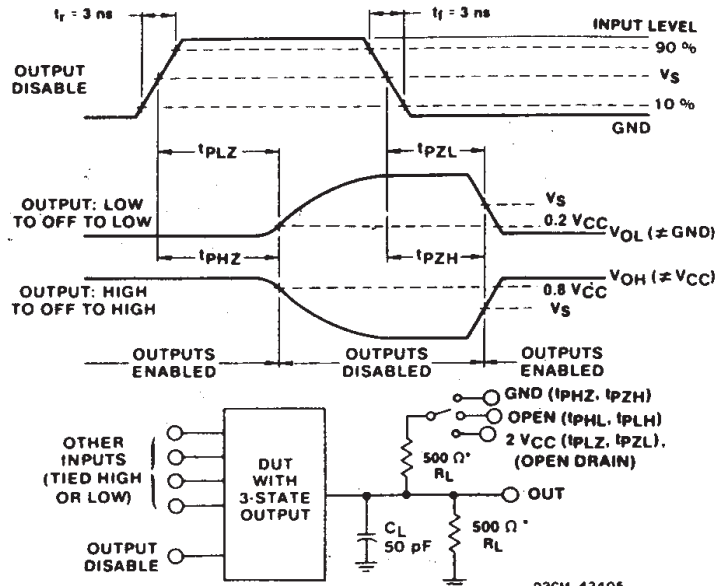 tr = 3 ns
tf = 3 ns
INPUT LEVEL
90 %
OUTPUT
DISABLE
VS
10 %
GND
tPLZ
tPZL
OUTPUT: LOW
TO OFF TO LOW
VS
0.2 VCC
VOL (≠ GND)
tPHZ
tPZH
OUTPUT: HIGH
TO OFF TO HIGH
VOH (≠ VCC)
0.8 VCC
VS
OUTPUTS
ENABLED
OUTPUTS
DISABLED
OUTPUTS
ENABLED
GND (tPHZ, tPZH)
OPEN (tPHL, tPLH)
2 VCC (tPLZ, tPZL),
(OPEN DRAIN)
OTHER
INPUTS
(TIED HIGH
OR LOW)
DUT
WITH
3-STATE
OUTPUT
500 Ω*
RL
OUT
CL
50 pF
500 Ω*
RL
OUTPUT
DISABLE